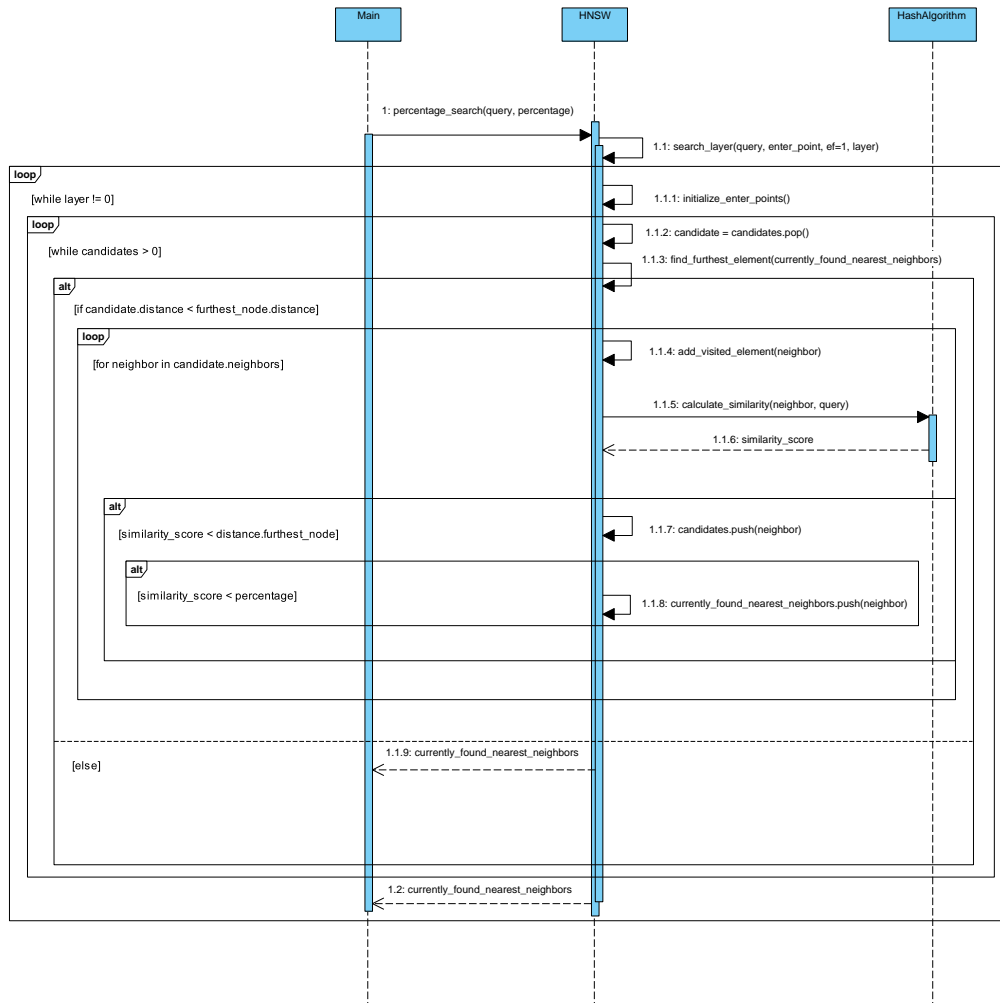 Main
HNSW
HashAlgorithm
1: percentage_search(query, percentage)
1.1: search_layer(query, enter_point, ef=1, layer)
loop
[while layer != 0]
1.1.1: initialize_enter_points()
loop
[while candidates > 0]
1.1.2: candidate = candidates.pop()
1.1.3: find_furthest_element(currently_found_nearest_neighbors)
alt
[if candidate.distance < furthest_node.distance]
loop
[for neighbor in candidate.neighbors]
1.1.4: add_visited_element(neighbor)
1.1.5: calculate_similarity(neighbor, query)
1.1.6: similarity_score
alt
[similarity_score < distance.furthest_node]
1.1.7: candidates.push(neighbor)
alt
[similarity_score < percentage]
1.1.8: currently_found_nearest_neighbors.push(neighbor)
1.1.9: currently_found_nearest_neighbors
[else]
1.2: currently_found_nearest_neighbors